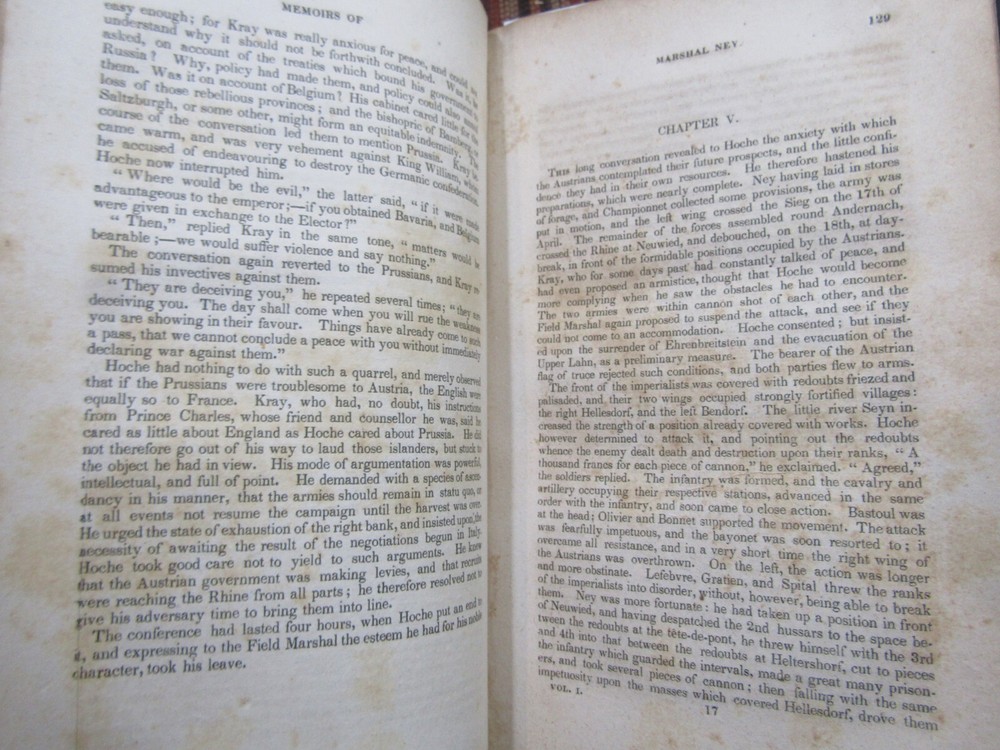 MEMOIRS OF
easy enough; for Kray was really anxious for peace, and could not
understand why it should not be forthwith concluded. Was it, he
asked, on account of the treaties which bound his government to
Russia? Why, policy had made them, and policy could also
them. Was it on account of Belgium? His cabinet cared little for the
loss of those rebellious provinces; and the bishopric of Bamberg,
Saltzburgh, or some other, might form an equitable indemnity. The
course of the conversation led them to mention Prussia. Kray be-
came warm, and was very vehement against King William, whom
he accused of endeavouring to destroy the Germanic confederation.
Hoche now interrupted him.
"Where would be the evil," the latter said, "if it were made
advantageous to the emperor;—if you obtained Bavaria, and Belgium
were given in exchange to the Elector?"
"Then," replied Kray in the same tone, "matters would be
bearable;—we would suffer violence and say nothing."
The conversation again reverted to the Prussians, and Kray re-
sumed his invectives against them.
"They are deceiving you," he repeated several times; "they are
deceiving you. The day shall come when you will rue the weakness
you are showing in their favour. Things have already come to such
a pass, that we cannot conclude a peace with you without immediately
declaring war against them."
Hoche had nothing to do with such a quarrel, and merely observed
that if the Prussians were troublesome to Austria, the English were
equally so to France. Kray, who had, no doubt, his instructions
from Prince Charles, whose friend and counsellor he was, said he
cared as little about England as Hoche cared about Prussia. He did
not therefore go out of his way to laud those islanders, but stuck to
the object he had in view. His mode of argumentation was powerful,
intellectual, and full of point. He demanded with a species of ascen-
dancy in his manner, that the armies should remain in statu quo, or
at all events not resume the campaign until the harvest was over.
He urged the state of exhaustion of the right bank, and insisted upon the
necessity of awaiting the result of the negotiations begun in Italy.
Hoche took good care not to yield to such arguments. He knew
that the Austrian government was making levies, and that recruits
were reaching the Rhine from all parts; he therefore resolved not to
give his adversary time to bring them into line.
The conference had lasted four hours, when Hoche put an end to
it, and expressing to the Field Marshal the esteem he had for his noble
character, took his leave.
129
MARSHAL NEY
CHAPTER V.
This long conversation revealed to Hoche the anxiety with which
the Austrians contemplated their future prospects, and the little confi-
dence they had in their own resources. He therefore hastened his
preparations, which were nearly complete. Ney having laid in stores
of forage, and Championnet collected some provisions, the army was
put in motion, and the left wing crossed the Sieg on the 17th of
April. The remainder of the forces assembled round Andernach,
crossed the Rhine at Neuwied, and debouched, on the 18th, at day-
break, in front of the formidable positions occupied by the Austrians.
Kray, who for some days past had constantly talked of peace, and
had even proposed an armistice, thought that Hoche would become
more complying when he saw the obstacles he had to encounter.
The two armies were within cannon shot of each other, and the
Field Marshal again proposed to suspend the attack, and see if they
could not come to an accommodation. Hoche consented; but insist-
ed upon the surrender of Ehrenbreitstein and the evacuation of the
Upper Lahn, as a preliminary measure. The bearer of the Austrian
flag of truce rejected such conditions, and both parties flew to arms.
The front of the imperialists was covered with redoubts friezed and
palisaded, and their two wings occupied strongly fortified villages:
the right Hellesdorf, and the left Bendorf. The little river Seyn in-
creased the strength of a position already covered with works. Hoche
however determined to attack it, and pointing out the redoubts
whence the enemy dealt death and destruction upon their ranks, "A
thousand francs for each piece of cannon," he exclaimed. "Agreed,"
the soldiers replied. The infantry was formed, and the cavalry and
artillery occupying their respective stations, advanced in the same
order with the infantry, and soon came to close action. Bastoul was
at the head; Olivier and Bonnet supported the movement. The attack
was fearfully impetuous, and the bayonet was soon resorted to; it
overcame all resistance, and in a very short time the right wing of
the Austrians was overthrown. On the left, the action was longer
and more obstinate. Lefebvre, Gratien, and Spital threw the ranks
of the imperialists into disorder, without, however, being able to break
them. Ney was more fortunate: he had taken up a position in front
of Neuwied, and having despatched the 2nd hussars to the space be-
tween the redoubts at the tête-de-pont, he threw himself with the 3rd
and 4th into that between the redoubts at Heltershorf, cut to pieces
the infantry which guarded the intervals, made a great many prison-
ers, and took several pieces of cannon; then falling with the same
impetuosity upon the masses which covered Hellesdorf, drove them
VOL. I.
17